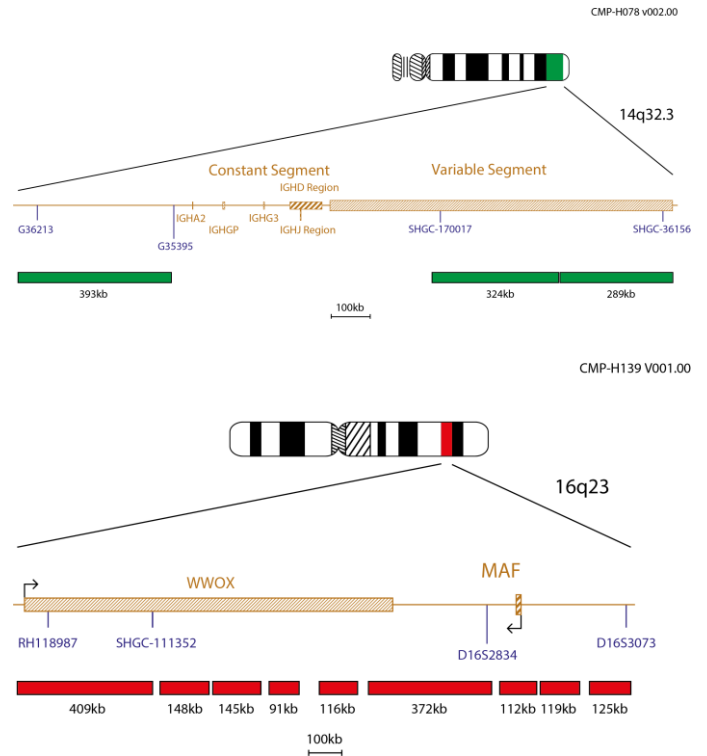 CMP-H078 v002.00
14q32.3
Constant Segment
Variable Segment
IGHD Region
G36213
G35395
IGHA2
IGHGP
IGHG3
IGHJ Region
SHGC-170017
SHGC-36156
393kb
324kb
289kb
100kb
CMP-H139 V001.00
16q23
WWOX
MAF
RH118987
SHGC-111352
D16S2834
D16S3073
409kb
148kb
145kb
91kb
116kb
372kb
112kb
119kb
125kb
100kb